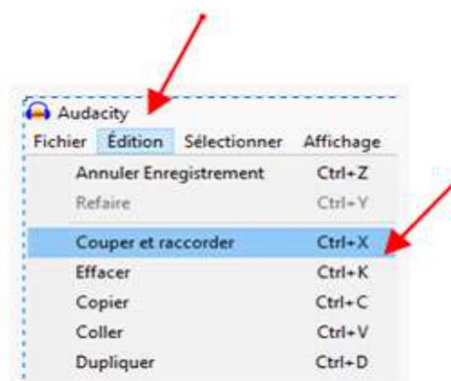 Audacity
Fichier Édition Sélectionner Affichage
Annuler Enregistrement Ctrl+Z
Refaire Ctrl+Y
Couper et raccorder Ctrl+X
Effacer Ctrl+K
Copier Ctrl+C
Coller Ctrl+V
Dupliquer Ctrl+D